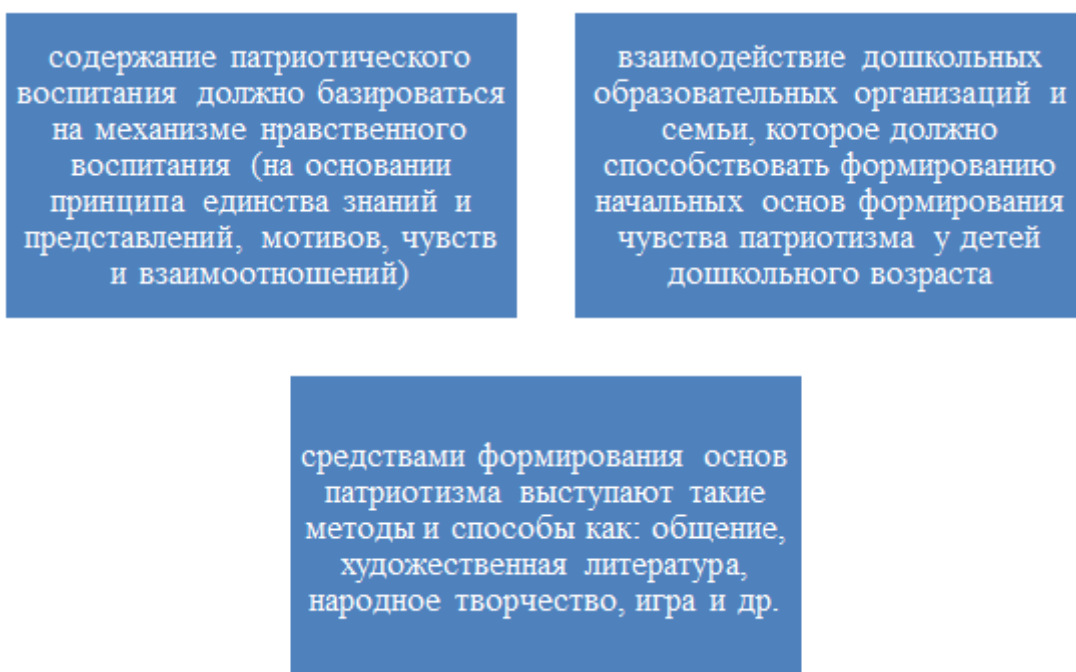 содержание патриотического
воспитания должно базироваться
на механизме нравственного
воспитания (на основании
принципа единства знаний и
представлений, мотивов, чувств
и взаимоотношений)
взаимодействие дошкольных
образовательных организаций и
семьи, которое должно
способствовать формированию
начальных основ формирования
чувства патриотизма у детей
дошкольного возраста
средствами формирования основ
патриотизма выступают такие
методы и способы как: общение,
художественная литература,
народное творчество, игра и др.